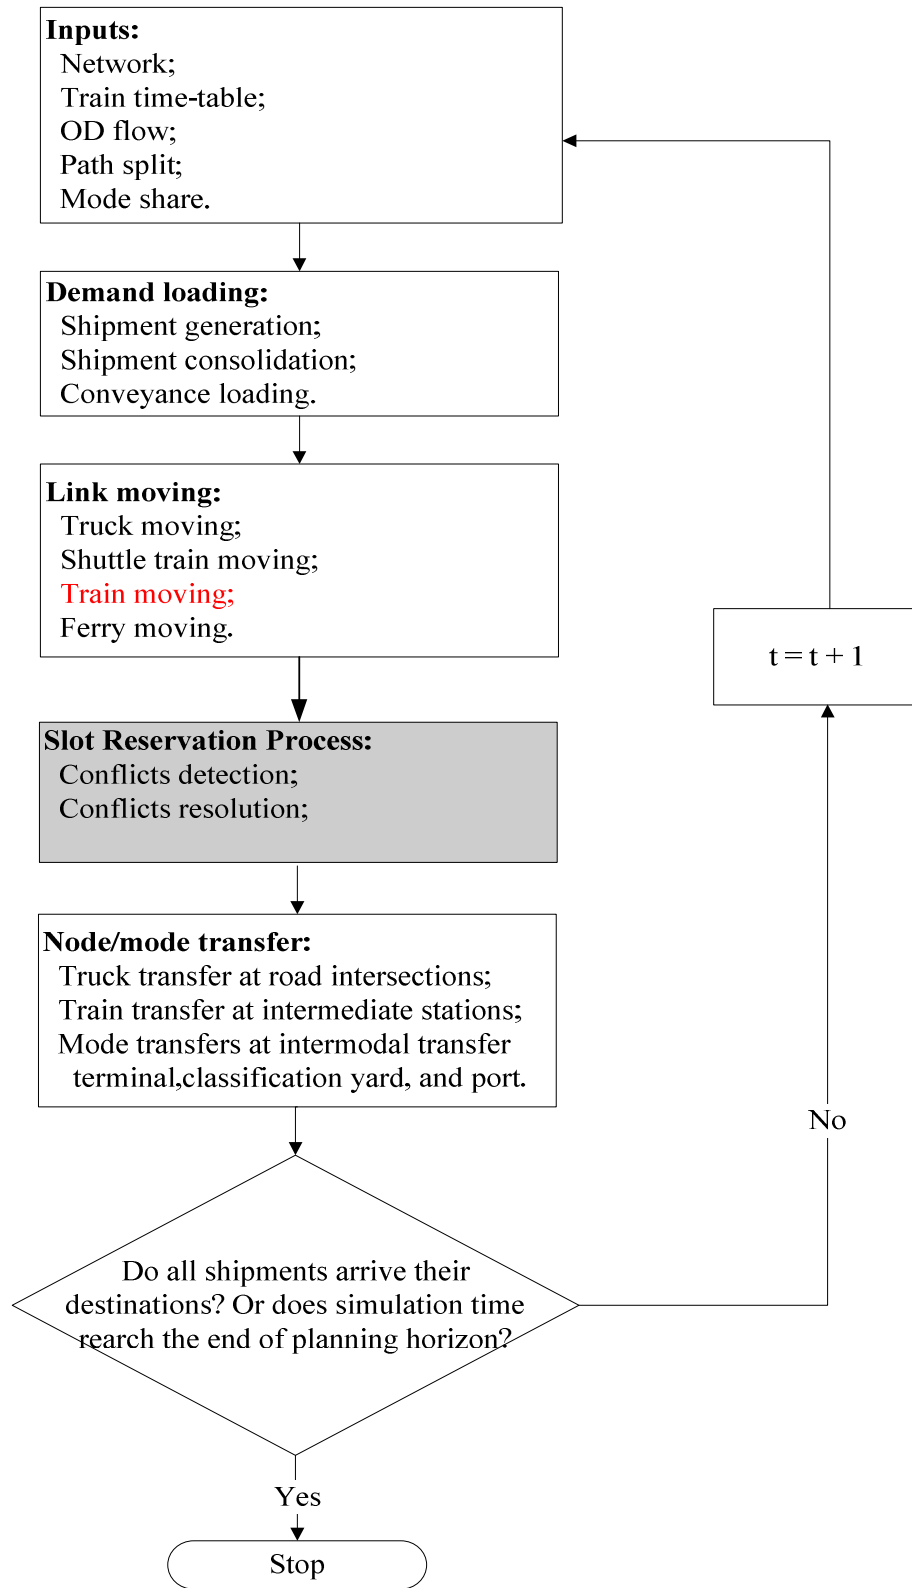 Inputs:
Network;
Train time-table;
OD flow;
Path split;
Mode share.
Demand loading:
Shipment generation;
Shipment consolidation;
Conveyance loading.
Link moving:
Truck moving;
Shuttle train moving;
Train moving;
Ferry moving.
t = t + 1
Slot Reservation Process:
Conflicts detection;
Conflicts resolution;
Node/mode transfer:
Truck transfer at road intersections;
Train transfer at intermediate stations;
Mode transfers at intermodal transfer
terminal,classification yard, and port.
No
Do all shipments arrive their
destinations? Or does simulation time
rearch the end of planning horizon?
Yes
Stop